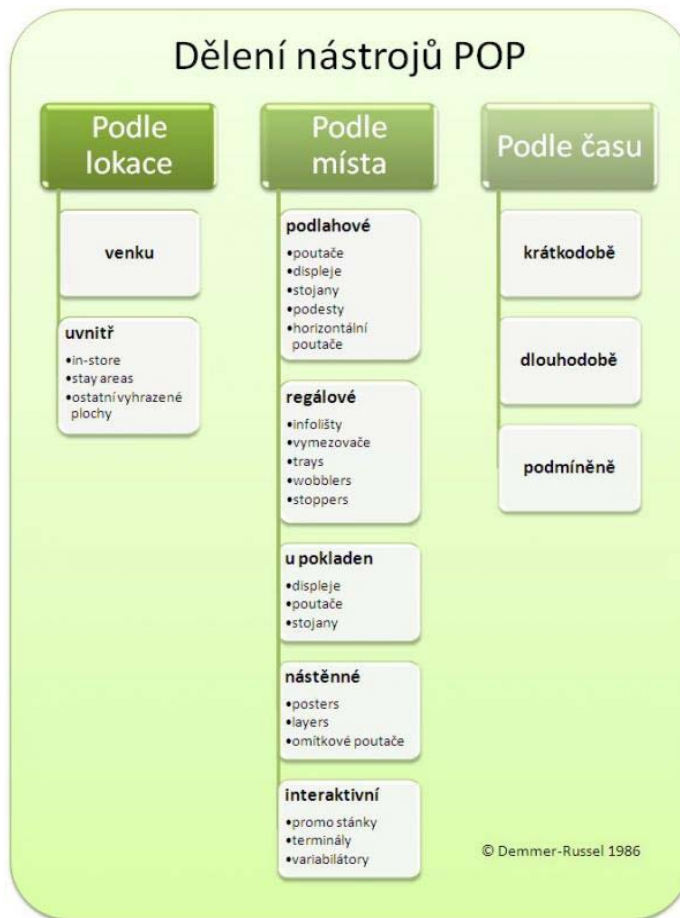 Dělení nástrojů POP
Podle
lokace
venku
uvnitř
•in-store
•stay areas
•ostatní vyhrazené
plochy
Podle
místa
podlahové
•poutače
•displeje
•stojany
•podesty
•horizontální
poutače
regálové
•infolišty
•vymezovače
•trays
•wobblers
•stoppers
u pokladen
•displeje
•poutače
•stojany
nástěnné
•posters
•layers
•omítkové poutače
interaktivní
•promo stánky
•terminály
•variabilátory
Podle času
krátkodobě
dlouhodobě
podmíněně
© Demmer-Russel 1986